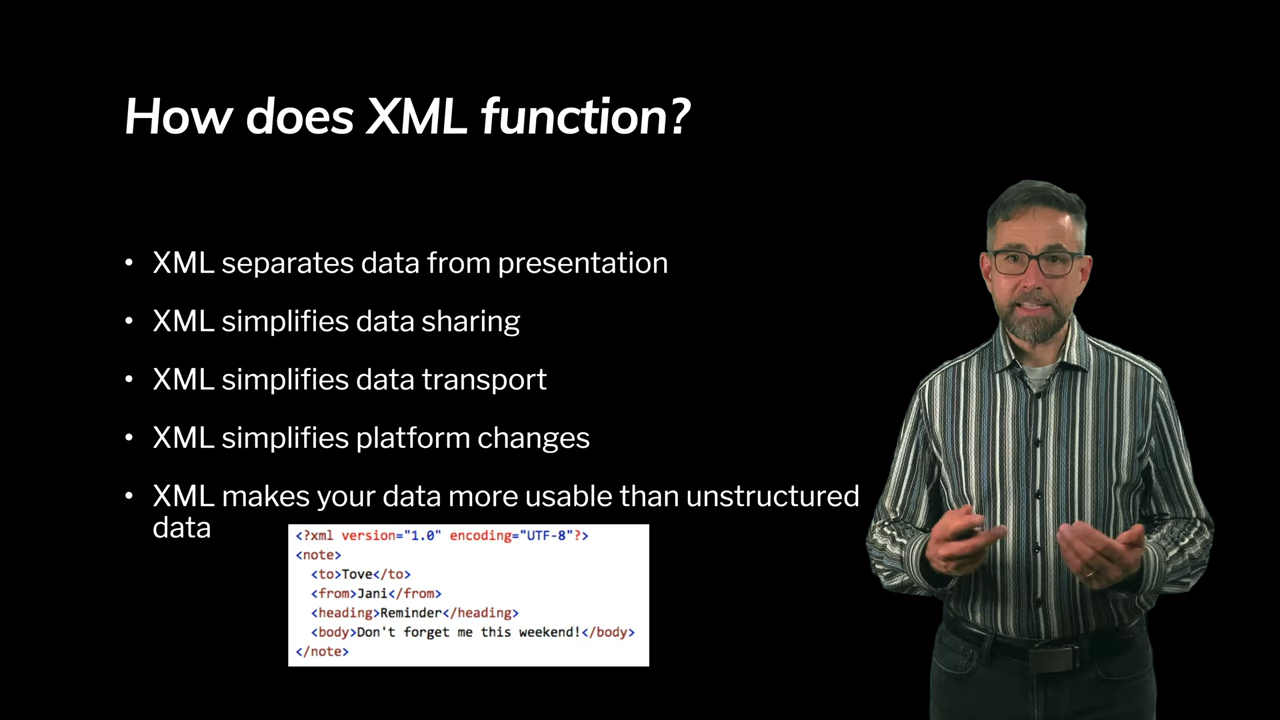 How does XML function?
• XML separates data from presentation
• XML simplifies data sharing
• XML simplifies data transport
• XML simplifies platform changes
• XML makes your data more usable than unstructured
data
<?xml version="1.0" encoding="UTF-8"?>
<note>
  <to>Tove</to>
  <from>Jani</from>
  <heading>Reminder</heading>
  <body>Don't forget me this weekend!</body>
</note>